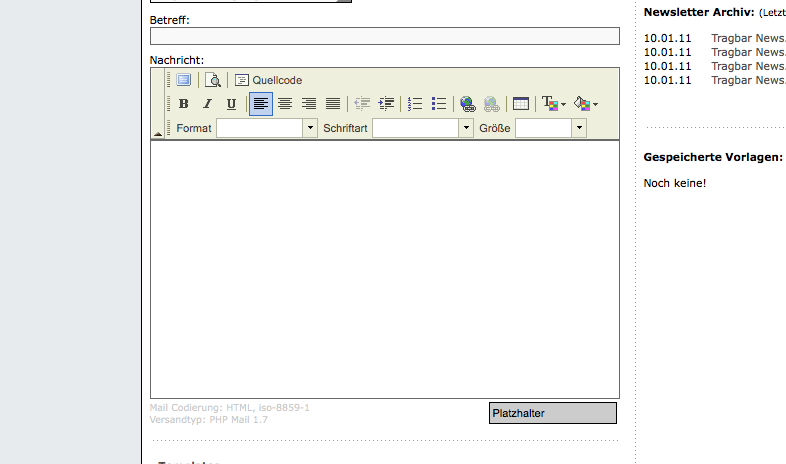 Betreff:
Nachricht:
Quellcode
B I U
Format Schriftart Größe
Mail Codierung: HTML, iso-8859-1
Versandtyp: PHP Mail 1.7
Platzhalter
Newsletter Archiv: (Letzt
10.01.11 Tragbar News.
10.01.11 Tragbar News.
10.01.11 Tragbar News.
10.01.11 Tragbar News.
Gespeicherte Vorlagen:
Noch keine!